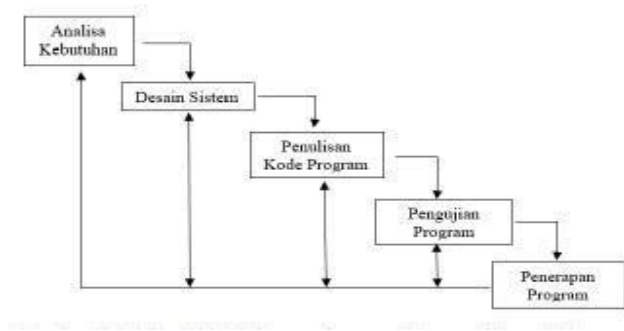 Analisa
Kebutuhan
Desain Sistem
Penulisan
Kode Program
Pengujian
Program
Penerapan
Program